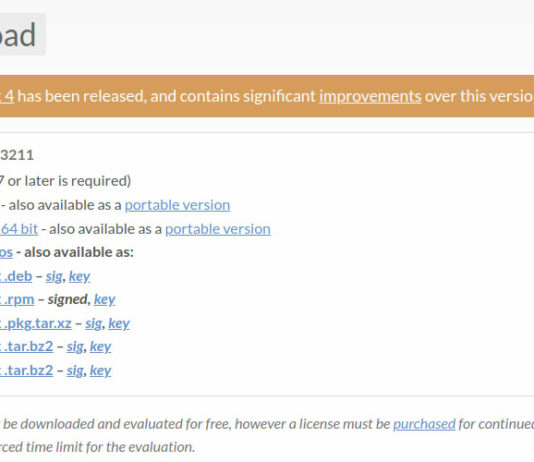 oad
t 4 has been released, and contains significant improvements over this versio
3211
7 or later is required)
- also available as a portable version
64 bit - also available as a portable version
os - also available as:
t .deb – sig, key
t .rpm – signed, key
t .pkg.tar.xz – sig, key
t .tar.bz2 – sig, key
t .tar.bz2 – sig, key
be downloaded and evaluated for free, however a license must be purchased for continued
rced time limit for the evaluation.